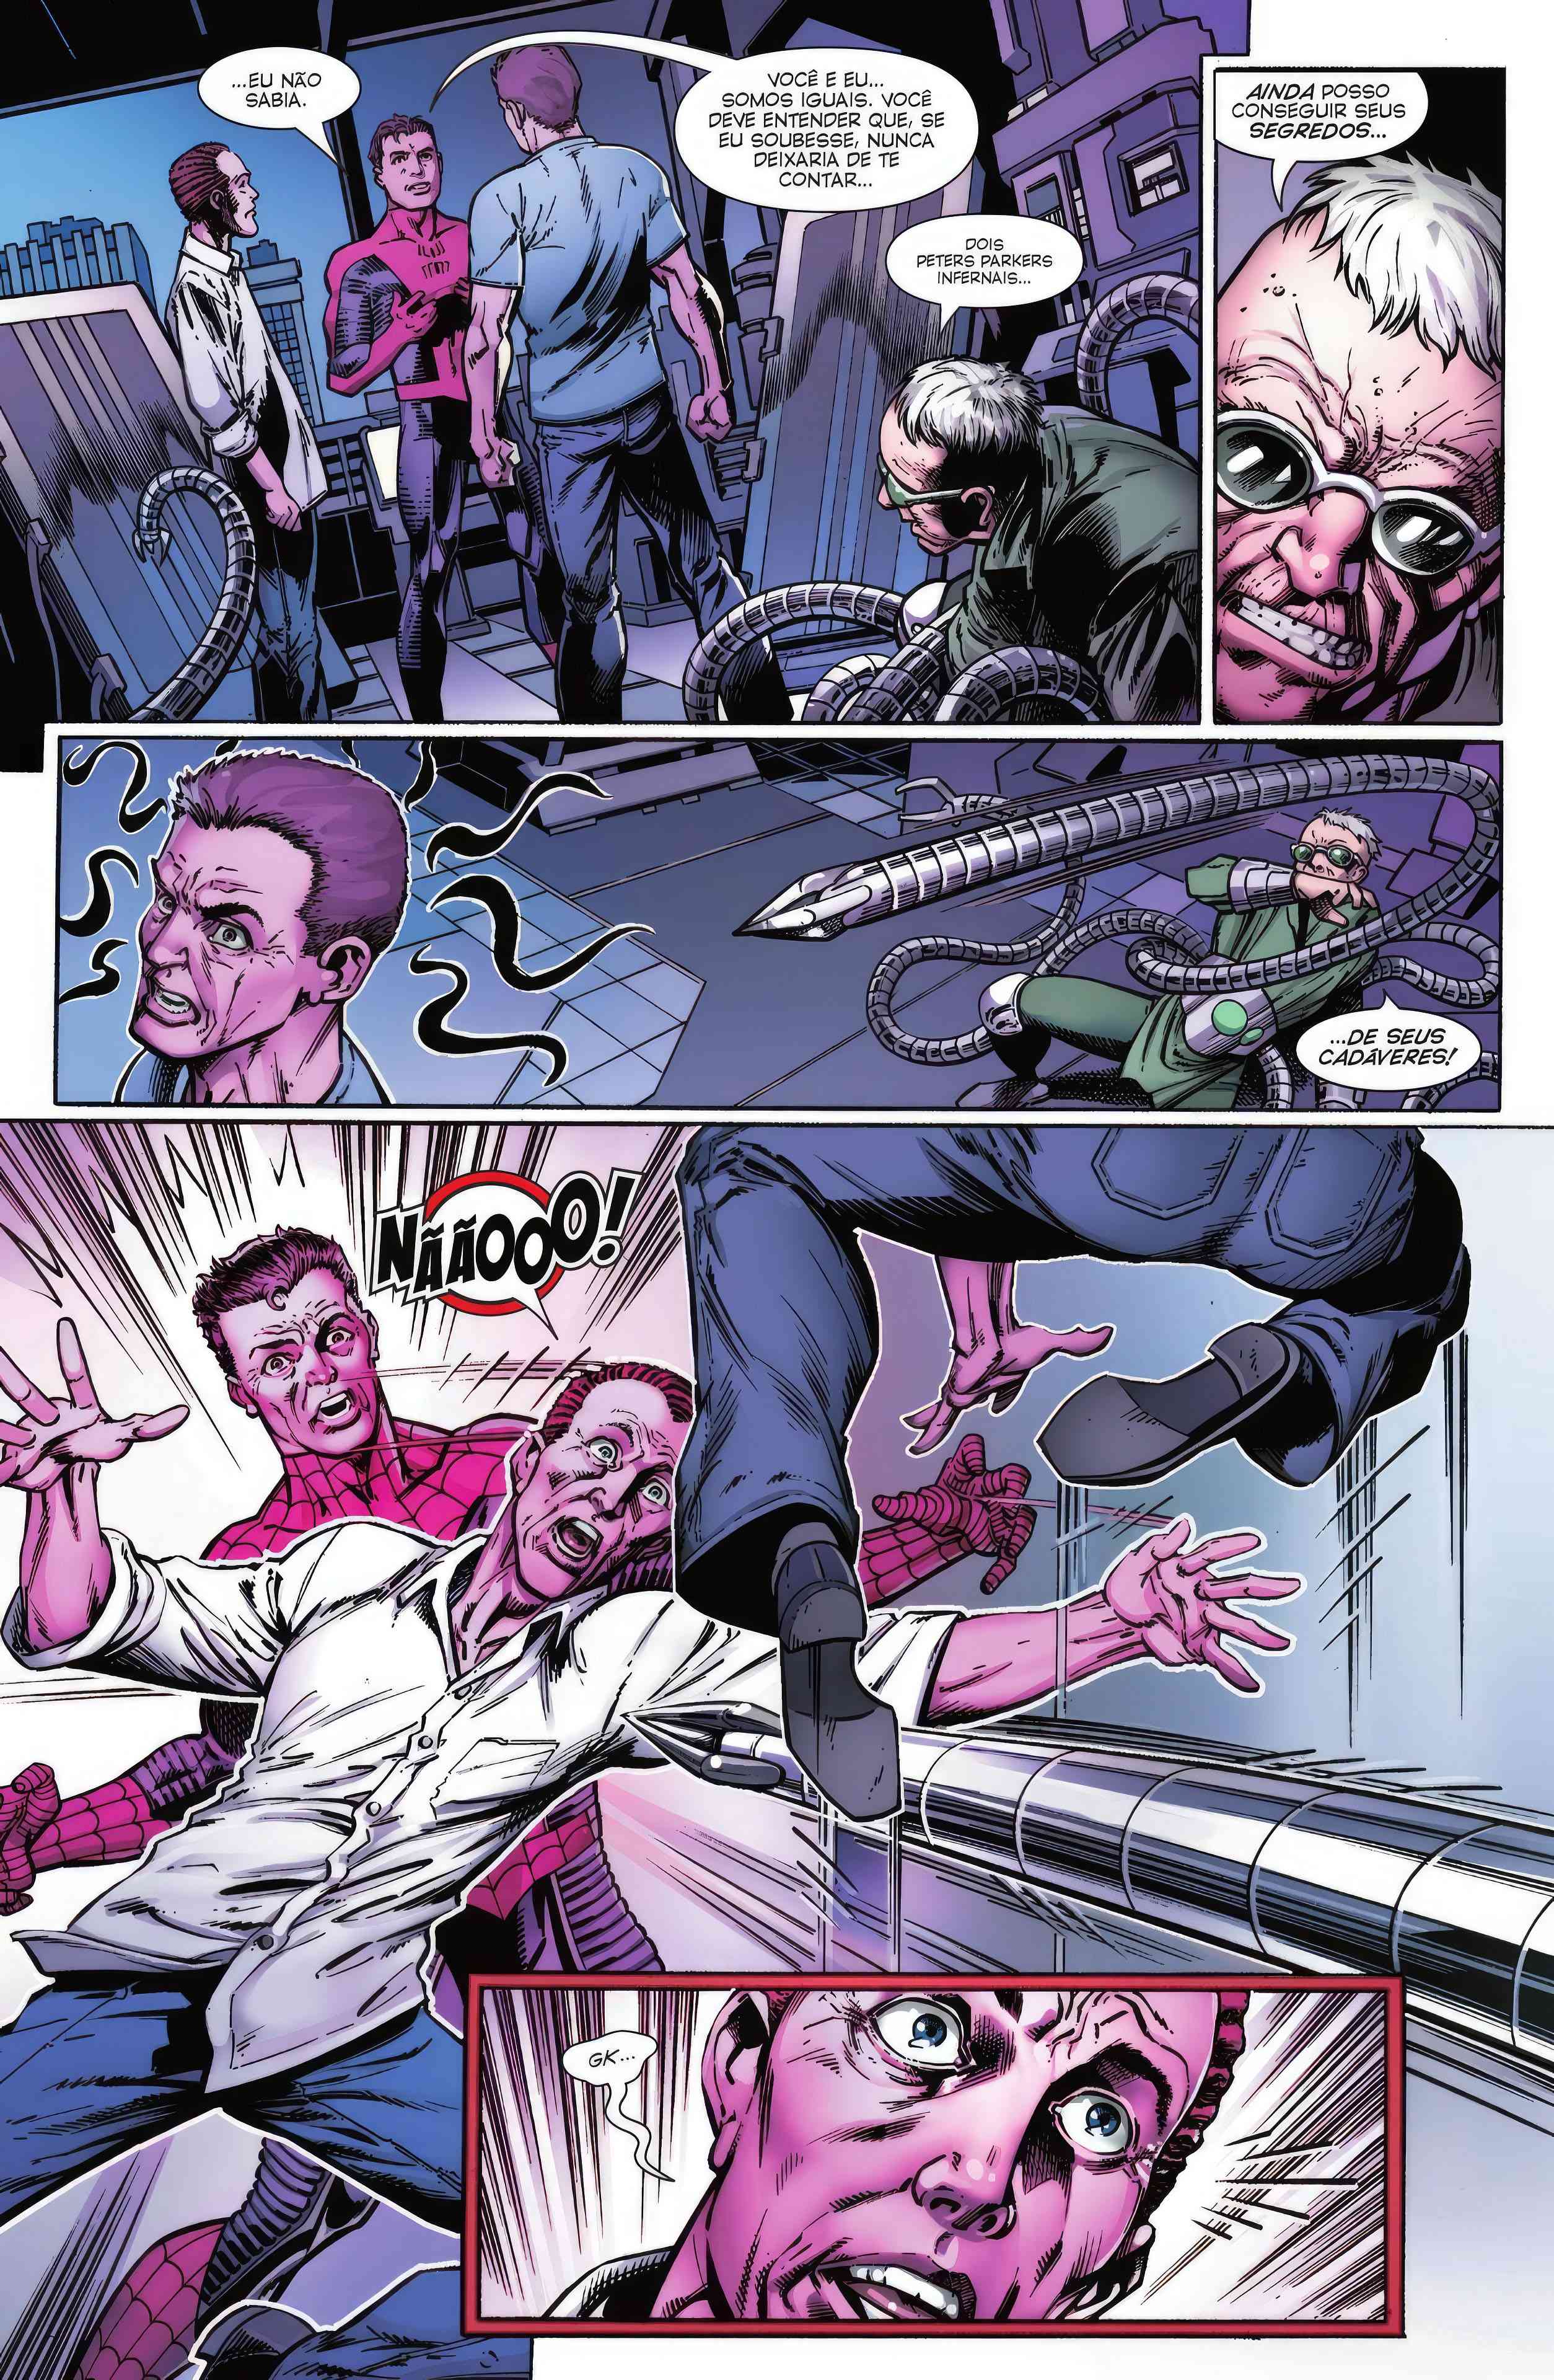 ...EU NÃO
SABIA.
VOCÊ E EU...
SOMOS IGUAIS. VOCÊ
DEVE ENTENDER QUE, SE
EU SOUBESSE, NUNCA
DEIXARIA DE TE
CONTAR...
DOIS
PETERS PARKERS
INFERNAIS...
AINDA POSSO
CONSEGUIR SEUS
SEGREDOS...
...DE SEUS
CADÁVERES!
NÃÃOOO!
GK...